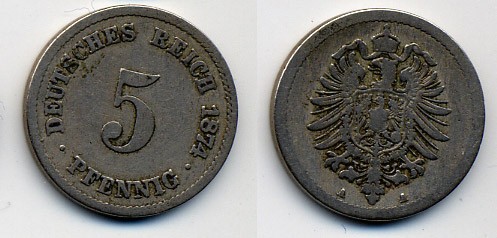 DEUTSCHES REICH 1874
5
· PFENNIG ·
A A